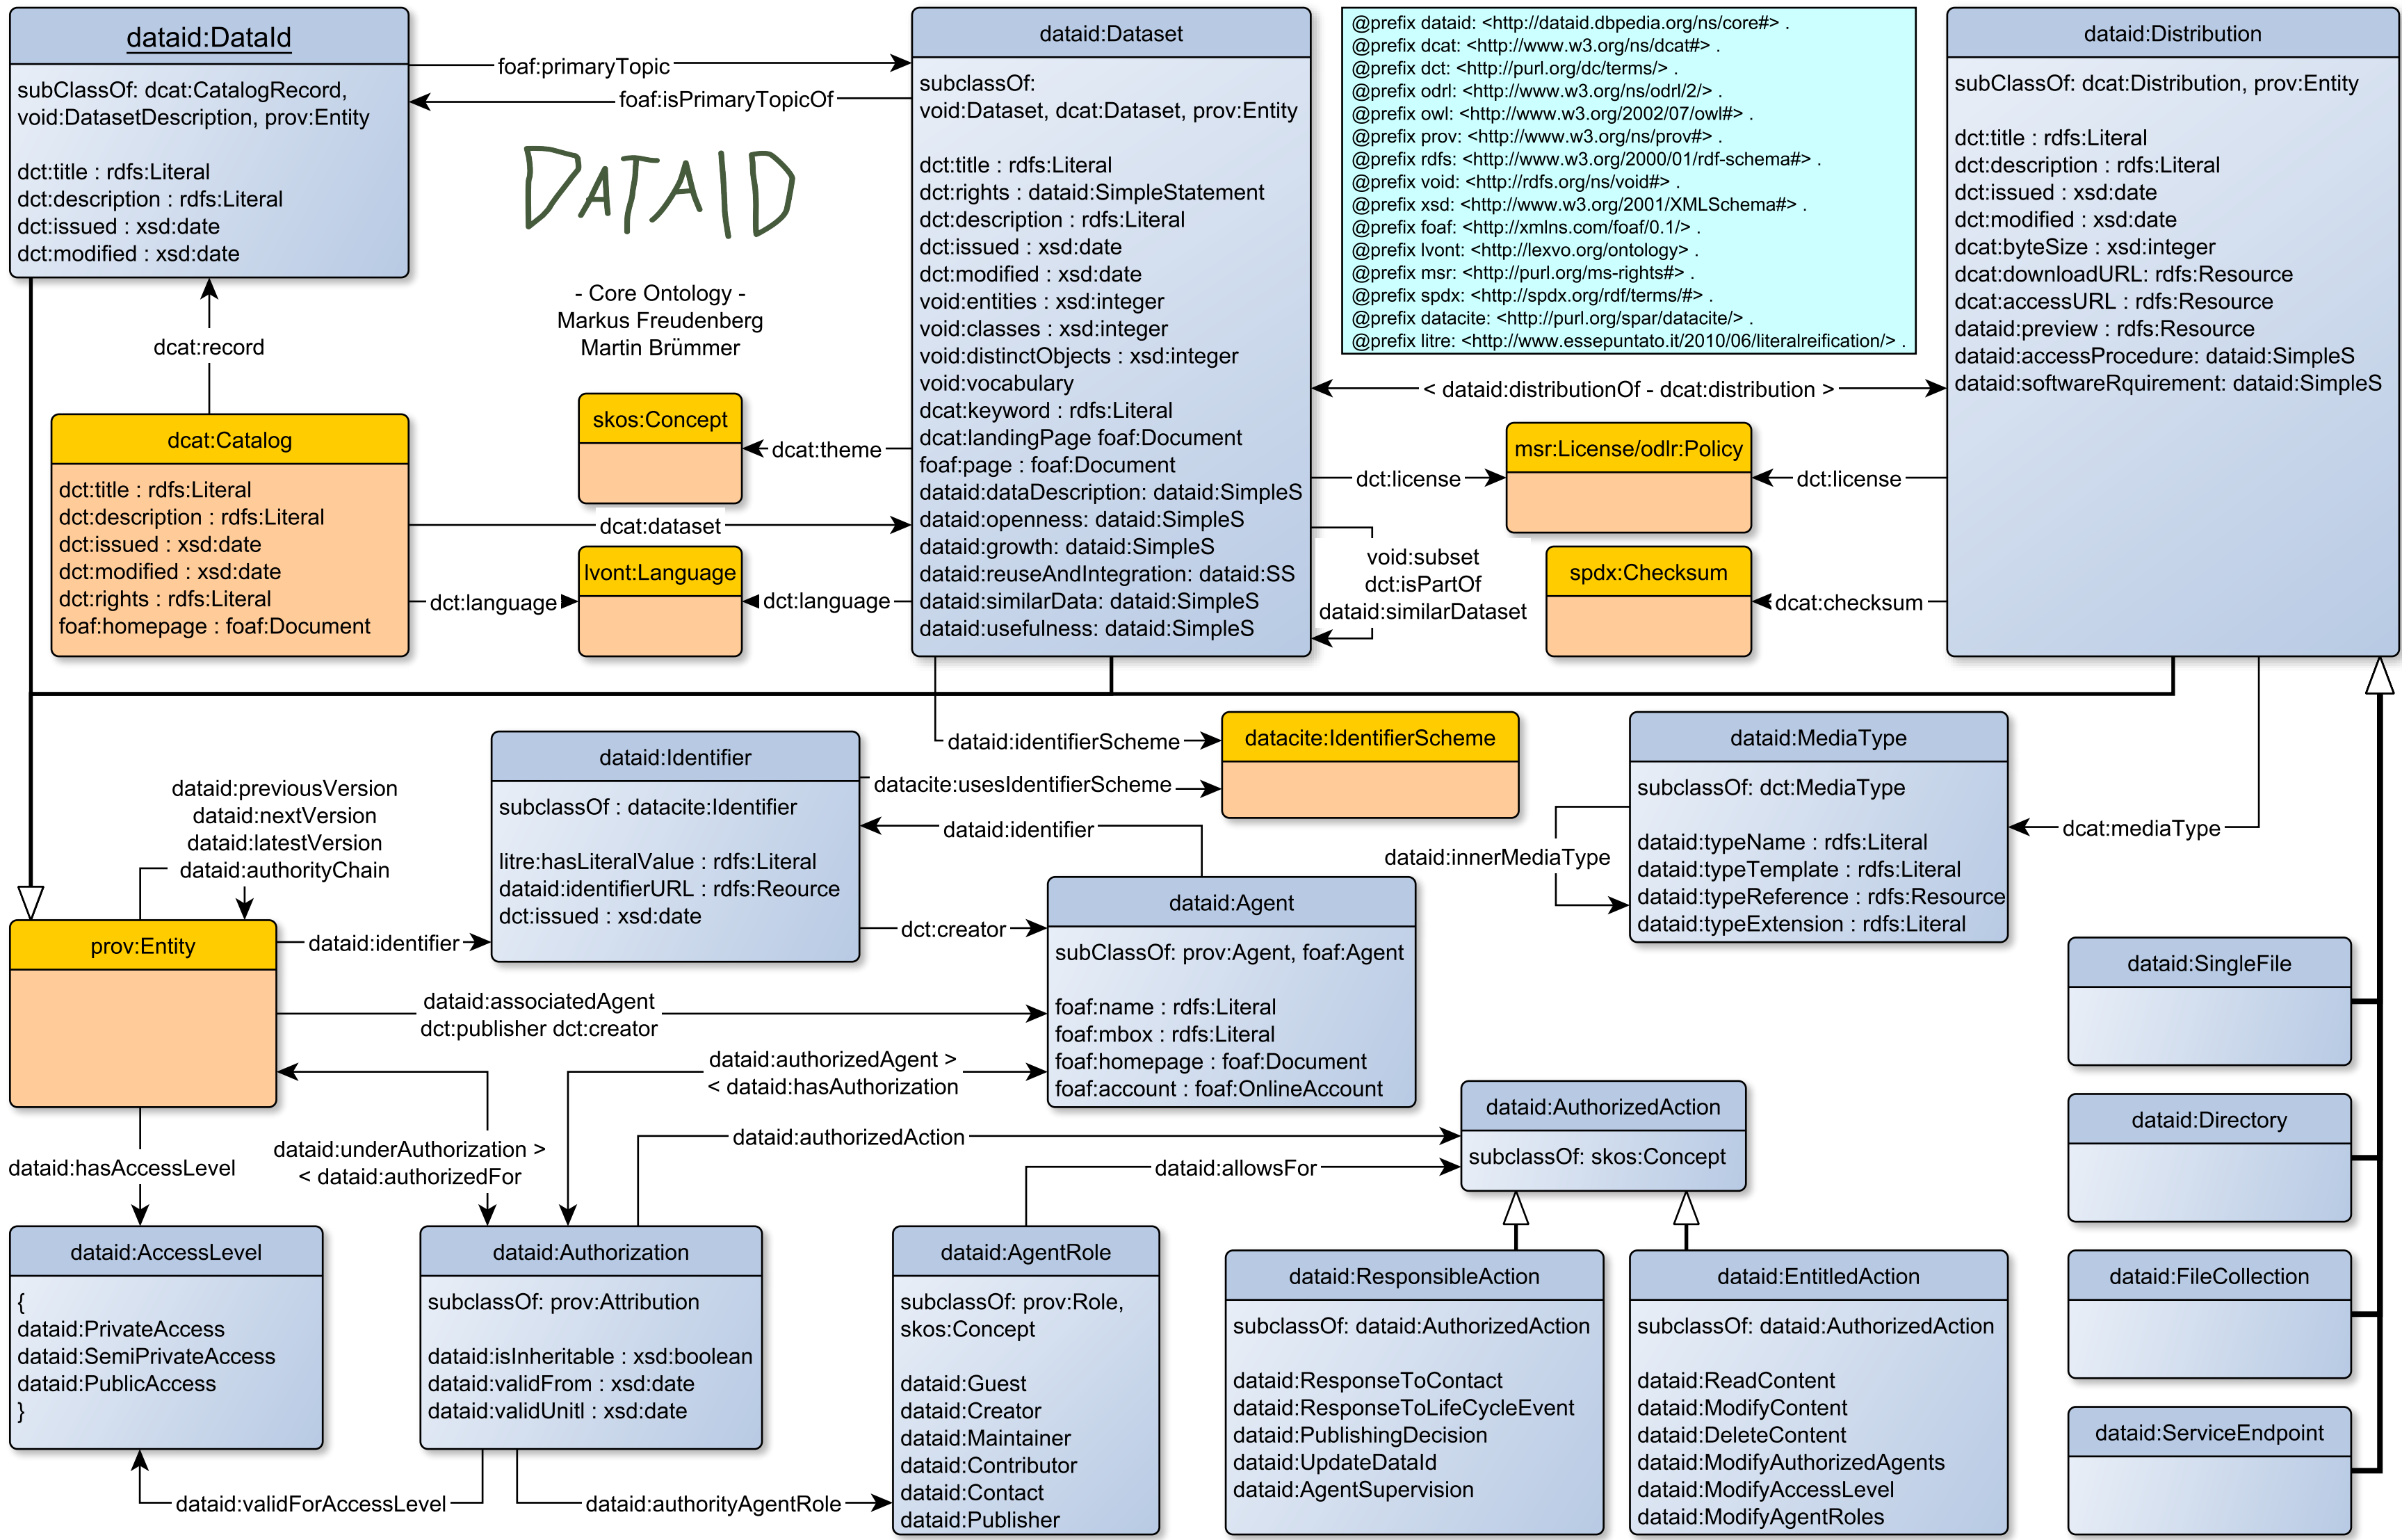 dataid:DataId
subClassOf: dcat:CatalogRecord,
void:DatasetDescription, prov:Entity
dct:title : rdfs:Literal
dct:description : rdfs:Literal
dct:issued : xsd:date
dct:modified : xsd:date
foaf:primaryTopic
foaf:isPrimaryTopicOf
DATAID
- Core Ontology -
Markus Freudenberg
Martin Brümmer
dataid:Dataset
subclassOf:
void:Dataset, dcat:Dataset, prov:Entity
dct:title : rdfs:Literal
dct:rights : dataid:SimpleStatement
dct:description : rdfs:Literal
dct:issued : xsd:date
dct:modified : xsd:date
void:entities : xsd:integer
void:classes : xsd:integer
void:distinctObjects : xsd:integer
void:vocabulary
dcat:keyword : rdfs:Literal
dcat:landingPage foaf:Document
foaf:page : foaf:Document
dataid:dataDescription: dataid:SimpleS
dataid:openness: dataid:SimpleS
dataid:growth: dataid:SimpleS
dataid:reuseAndIntegration: dataid:SS
dataid:similarData: dataid:SimpleS
dataid:usefulness: dataid:SimpleS
@prefix dataid: <http://dataid.dbpedia.org/ns/core#> .
@prefix dcat: <http://www.w3.org/ns/dcat#> .
@prefix dct: <http://purl.org/dc/terms/> .
@prefix odrl: <http://www.w3.org/ns/odrl/2/> .
@prefix owl: <http://www.w3.org/2002/07/owl#> .
@prefix prov: <http://www.w3.org/ns/prov#> .
@prefix rdfs: <http://www.w3.org/2000/01/rdf-schema#> .
@prefix void: <http://rdfs.org/ns/void#> .
@prefix xsd: <http://www.w3.org/2001/XMLSchema#> .
@prefix foaf: <http://xmlns.com/foaf/0.1/> .
@prefix lvont: <http://lexvo.org/ontology> .
@prefix msr: <http://purl.org/ms-rights#> .
@prefix spdx: <http://spdx.org/rdf/terms/#> .
@prefix datacite: <http://purl.org/spar/datacite/> .
@prefix litre: <http://www.essepuntato.it/2010/06/literalreification/> .
dataid:Distribution
subClassOf: dcat:Distribution, prov:Entity
dct:title : rdfs:Literal
dct:description : rdfs:Literal
dct:issued : xsd:date
dct:modified : xsd:date
dcat:byteSize : xsd:integer
dcat:downloadURL: rdfs:Resource
dcat:accessURL : rdfs:Resource
dataid:preview : rdfs:Resource
dataid:accessProcedure: dataid:SimpleS
dataid:softwareRquirement: dataid:SimpleS
dcat:record
dcat:Catalog
dct:title : rdfs:Literal
dct:description : rdfs:Literal
dct:issued : xsd:date
dct:modified : xsd:date
dct:rights : rdfs:Literal
foaf:homepage : foaf:Document
skos:Concept
dcat:theme
dcat:dataset
lvont:Language
dct:language
dct:language
< dataid:distributionOf - dcat:distribution >
msr:License/odlr:Policy
dct:license
dct:license
void:subset
dct:isPartOf
dataid:similarDataset
spdx:Checksum
dcat:checksum
dataid:identifierScheme
datacite:IdentifierScheme
datacite:usesIdentifierScheme
dataid:Identifier
subclassOf : datacite:Identifier
litre:hasLiteralValue : rdfs:Literal
dataid:identifierURL : rdfs:Reource
dct:issued : xsd:date
dataid:identifier
dataid:MediaType
subclassOf: dct:MediaType
dataid:typeName : rdfs:Literal
dataid:typeTemplate : rdfs:Literal
dataid:typeReference : rdfs:Resource
dataid:typeExtension : rdfs:Literal
dataid:innerMediaType
dcat:mediaType
dataid:previousVersion
dataid:nextVersion
dataid:latestVersion
dataid:authorityChain
prov:Entity
dataid:identifier
dct:creator
dataid:Agent
subClassOf: prov:Agent, foaf:Agent
foaf:name : rdfs:Literal
foaf:mbox : rdfs:Literal
foaf:homepage : foaf:Document
foaf:account : foaf:OnlineAccount
dataid:associatedAgent
dct:publisher dct:creator
dataid:authorizedAgent >
< dataid:hasAuthorization
dataid:SingleFile
dataid:Directory
dataid:FileCollection
dataid:ServiceEndpoint
dataid:hasAccessLevel
dataid:underAuthorization >
< dataid:authorizedFor
dataid:authorizedAction
dataid:allowsFor
dataid:AuthorizedAction
subclassOf: skos:Concept
dataid:AccessLevel
{
dataid:PrivateAccess
dataid:SemiPrivateAccess
dataid:PublicAccess
}
dataid:Authorization
subclassOf: prov:Attribution
dataid:isInheritable : xsd:boolean
dataid:validFrom : xsd:date
dataid:validUnitl : xsd:date
dataid:AgentRole
subclassOf: prov:Role,
skos:Concept
dataid:Guest
dataid:Creator
dataid:Maintainer
dataid:Contributor
dataid:Contact
dataid:Publisher
dataid:ResponsibleAction
subclassOf: dataid:AuthorizedAction
dataid:ResponseToContact
dataid:ResponseToLifeCycleEvent
dataid:PublishingDecision
dataid:UpdateDataId
dataid:AgentSupervision
dataid:EntitledAction
subclassOf: dataid:AuthorizedAction
dataid:ReadContent
dataid:ModifyContent
dataid:DeleteContent
dataid:ModifyAuthorizedAgents
dataid:ModifyAccessLevel
dataid:ModifyAgentRoles
dataid:validForAccessLevel
dataid:authorityAgentRole